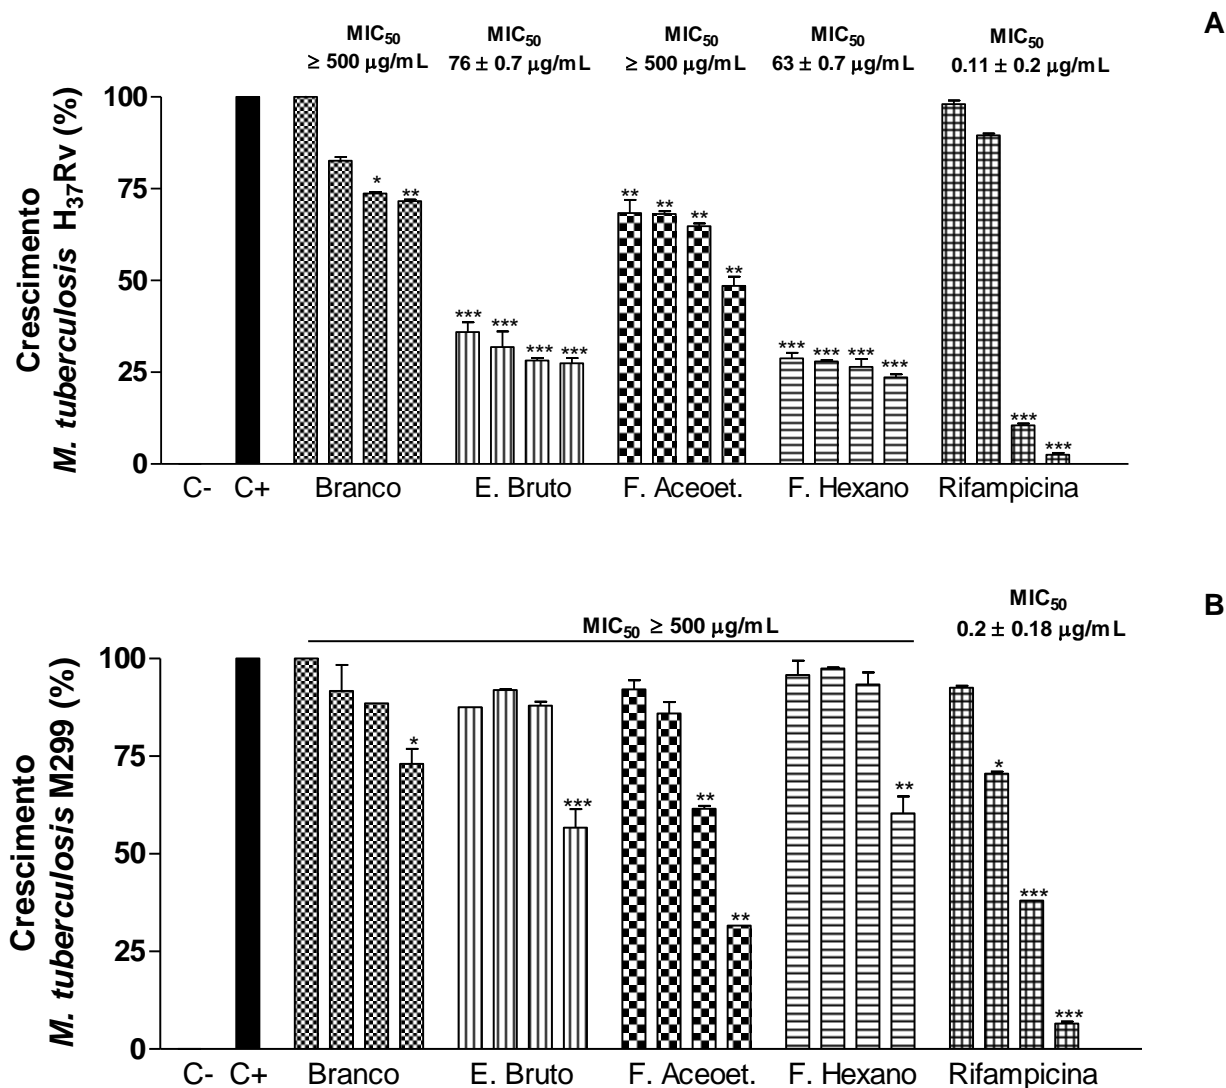 A
MIC50 MIC50 MIC50 MIC50 MIC50
≥ 500 µg/mL 76 ± 0.7 µg/mL ≥ 500 µg/mL 63 ± 0.7 µg/mL 0.11 ± 0.2 µg/mL
Crescimento
M. tuberculosis H37Rv (%)
100
75
50
25
0
* **
*** *** *** ***
** ** ** **
*** *** *** ***
*** ***
C- C+ Branco E. Bruto F. Aceoet. F. Hexano Rifampicina
B
MIC50
MIC50 ≥ 500 µg/mL 0.2 ± 0.18 µg/mL
Crescimento
M. tuberculosis M299 (%)
100
75
50
25
0
*
***
** **
**
* *** ***
C- C+ Branco E. Bruto F. Aceoet. F. Hexano Rifampicina